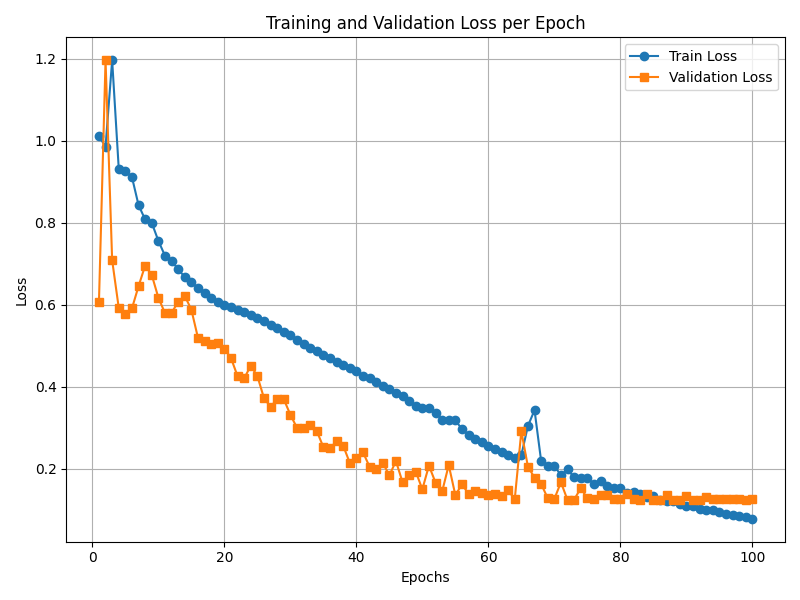 Training and Validation Loss per Epoch
Train Loss
Validation Loss
1.2
1.0
0.8
0.6
0.4
0.2
Loss
0 20 40 60 80 100
Epochs